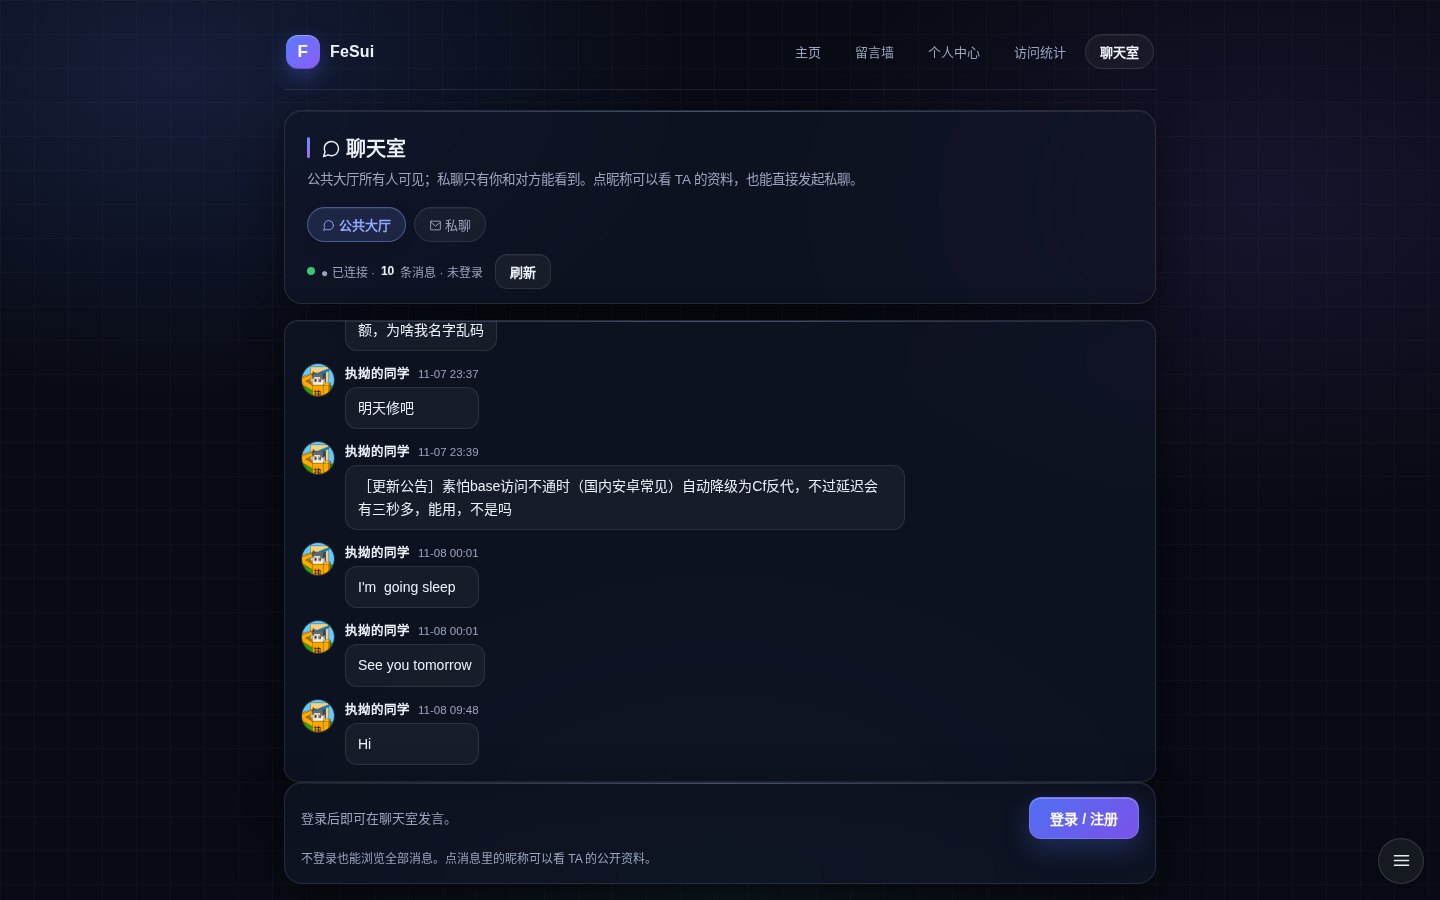 F FeSui
主页 留言墙 个人中心 访问统计 聊天室
聊天室
公共大厅所有人可见；私聊只有你和对方能看到。点昵称可以看 TA 的资料，也能直接发起私聊。
公共大厅 私聊
● 已连接 · 10 条消息 · 未登录 刷新
额，为啥我名字乱码
执拗的同学 11-07 23:37
明天修吧
执拗的同学 11-07 23:39
［更新公告］素怕base访问不通时（国内安卓常见）自动降级为Cf反代，不过延迟会
有三秒多，能用，不是吗
执拗的同学 11-08 00:01
I'm  going sleep
执拗的同学 11-08 00:01
See you tomorrow
执拗的同学 11-08 09:48
Hi
登录后即可在聊天室发言。
登录 / 注册
不登录也能浏览全部消息。点消息里的昵称可以看 TA 的公开资料。